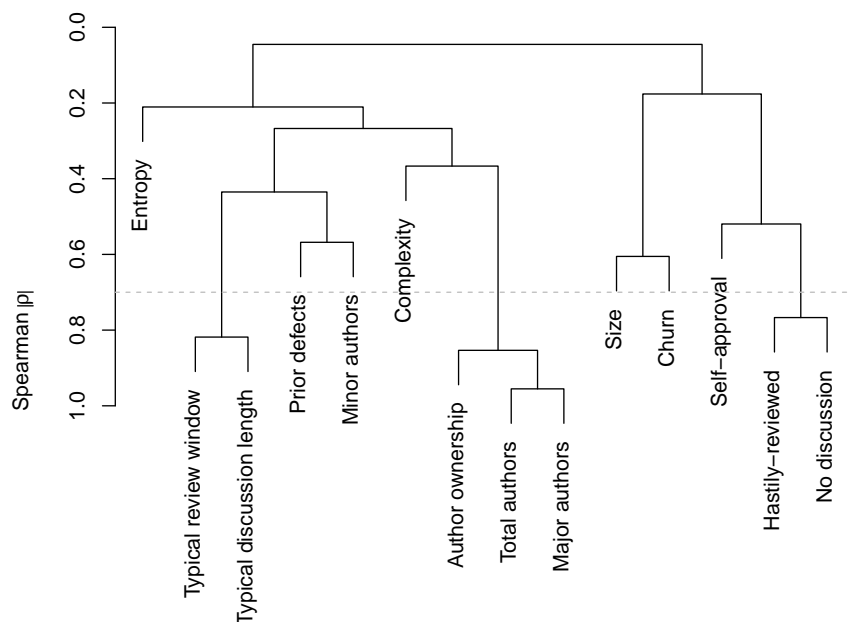 0.0
0.2
0.4
0.6
0.8
1.0
Spearman |ρ|
Entropy
Typical review window
Typical discussion length
Prior defects
Minor authors
Complexity
Author ownership
Total authors
Major authors
Size
Churn
Self−approval
Hastily−reviewed
No discussion